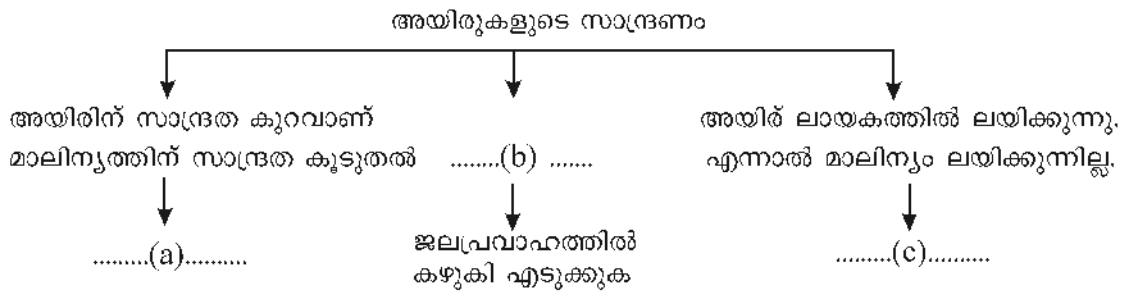 അയിരുകളുടെ സാന്ദ്രണം
അയിരിന് സാന്ദ്രത കുറവാണ്
മാലിന്യത്തിന് സാന്ദ്രത കൂടുതൽ
.........(a)..........
........(b) .......
ജലപ്രവാഹത്തിൽ
കഴുകി എടുക്കുക
അയിര് ലായകത്തിൽ ലയിക്കുന്നു.
എന്നാൽ മാലിന്യം ലയിക്കുന്നില്ല.
.........(c)..........